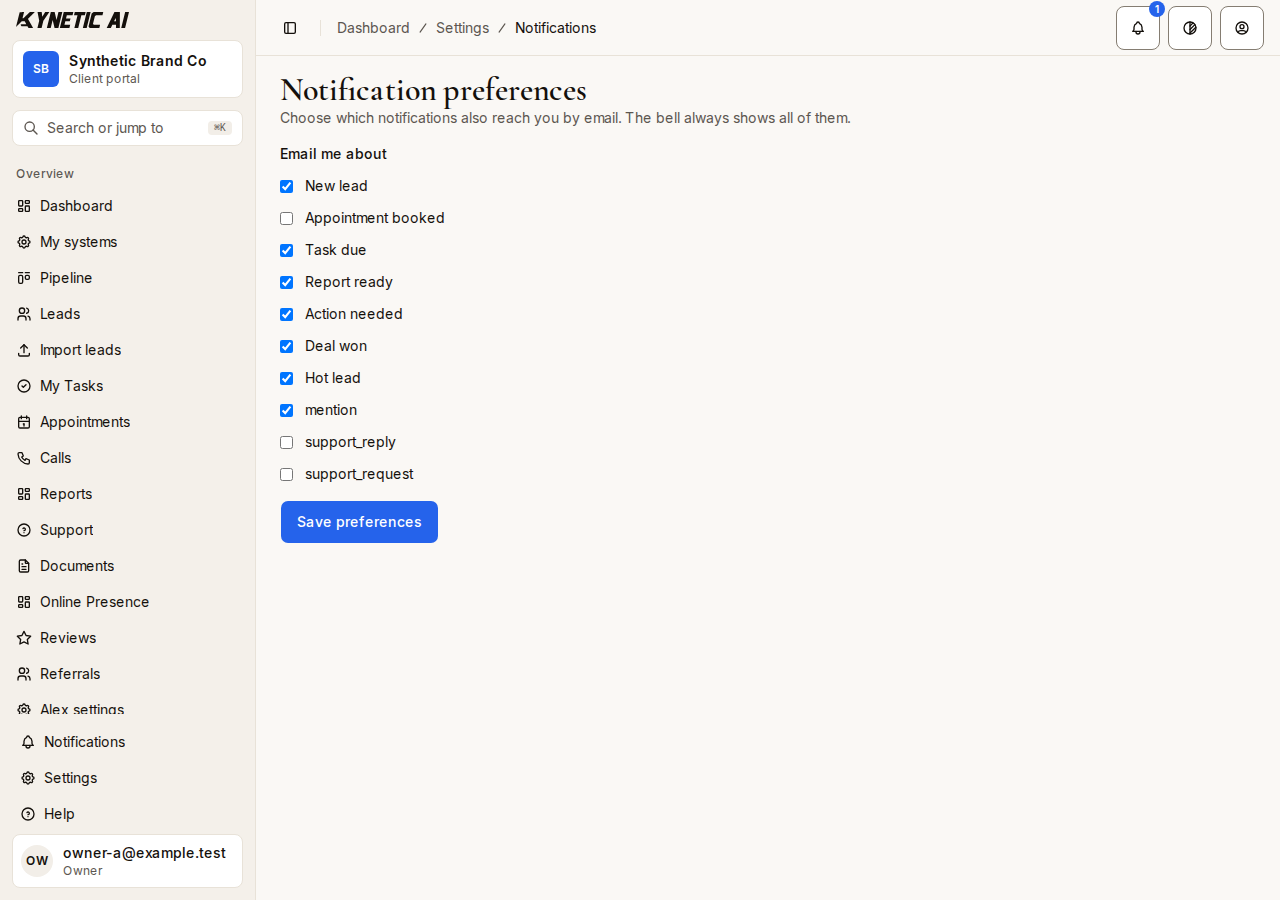 KYNETIC AI
SB
Synthetic Brand Co
Client portal
Search or jump to
⌘K
Overview
Dashboard
My systems
Pipeline
Leads
Import leads
My Tasks
Appointments
Calls
Reports
Support
Documents
Online Presence
Reviews
Referrals
Alex settings
Notifications
Settings
Help
OW
owner-a@example.test
Owner
Dashboard / Settings / Notifications
1
Notification preferences
Choose which notifications also reach you by email. The bell always shows all of them.
Email me about
New lead
Appointment booked
Task due
Report ready
Action needed
Deal won
Hot lead
mention
support_reply
support_request
Save preferences